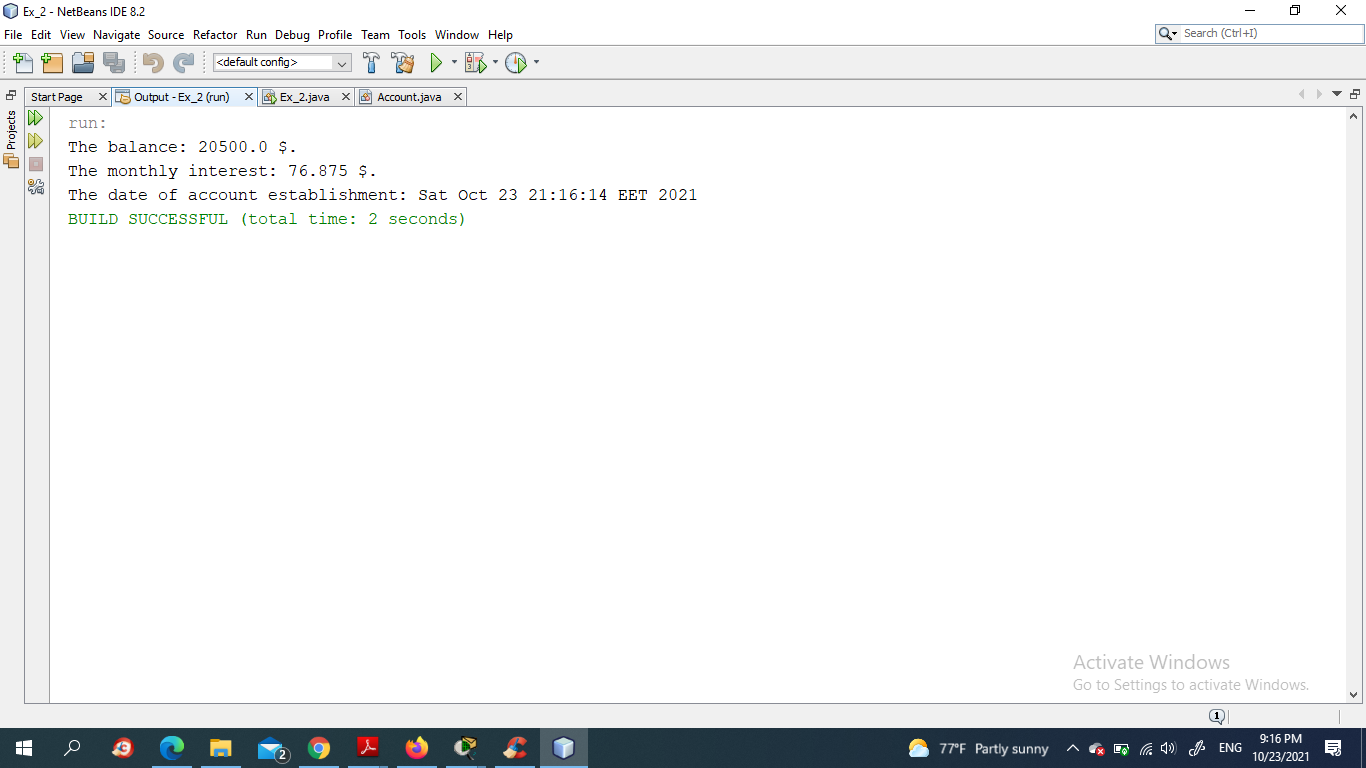 Ex_2 - NetBeans IDE 8.2
File Edit View Navigate Source Refactor Run Debug Profile Team Tools Window Help
Search (Ctrl+I)
<default config>
Start Page Output - Ex_2 (run) Ex_2.java Account.java
Projects
run:
The balance: 20500.0 $.
The monthly interest: 76.875 $.
The date of account establishment: Sat Oct 23 21:16:14 EET 2021
BUILD SUCCESSFUL (total time: 2 seconds)
Activate Windows
Go to Settings to activate Windows.
1
2
77°F Partly sunny
ENG
9:16 PM
10/23/2021